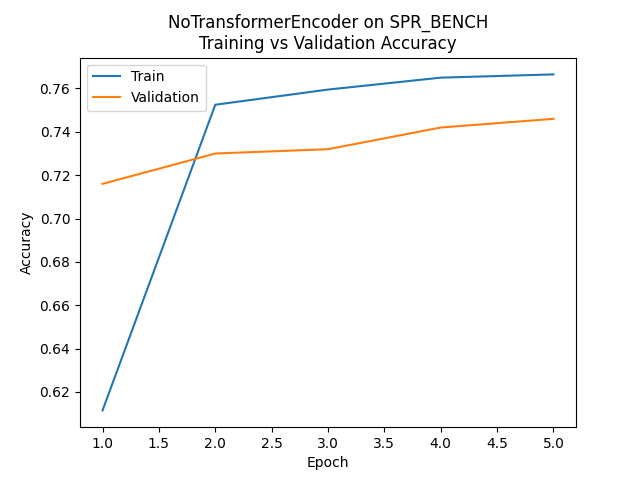 NoTransformerEncoder on SPR_BENCH
Training vs Validation Accuracy
Train
Validation
0.76
0.74
0.72
0.70
0.68
0.66
0.64
0.62
Accuracy
1.0 1.5 2.0 2.5 3.0 3.5 4.0 4.5 5.0
Epoch